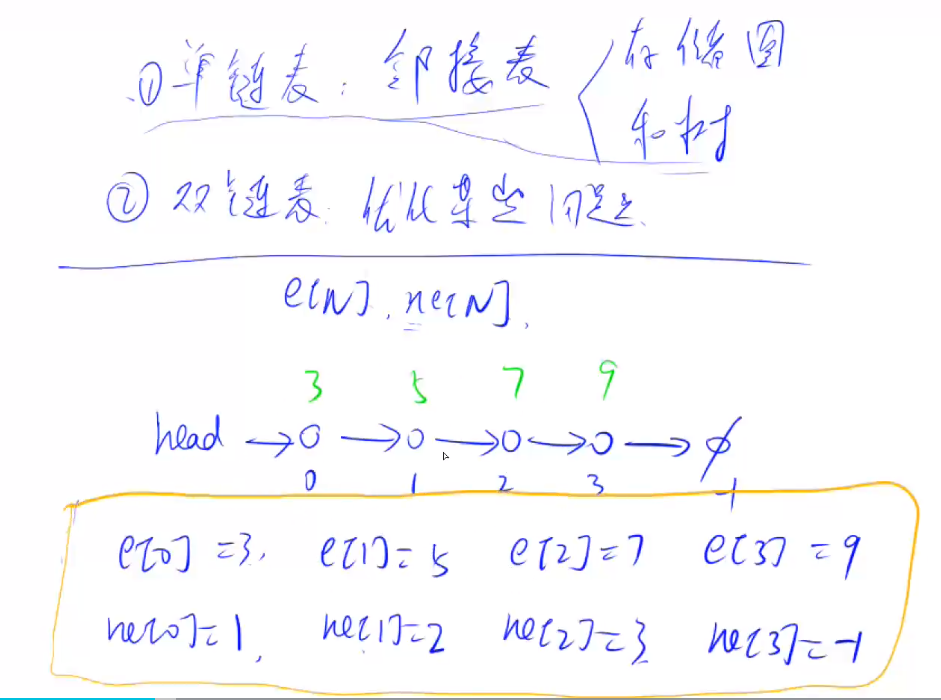 ① 单链表：邻接表 存储图
和树
② 双链表：优化某些问题
e[N], ne[N],
3 5 7 9
head → o → o → o → o → ∅
0 1 2 3 -1
e[0]=3, e[1]=5 e[2]=7 e[3]=9
ne[0]=1, ne[1]=2 ne[2]=3 ne[3]=-1